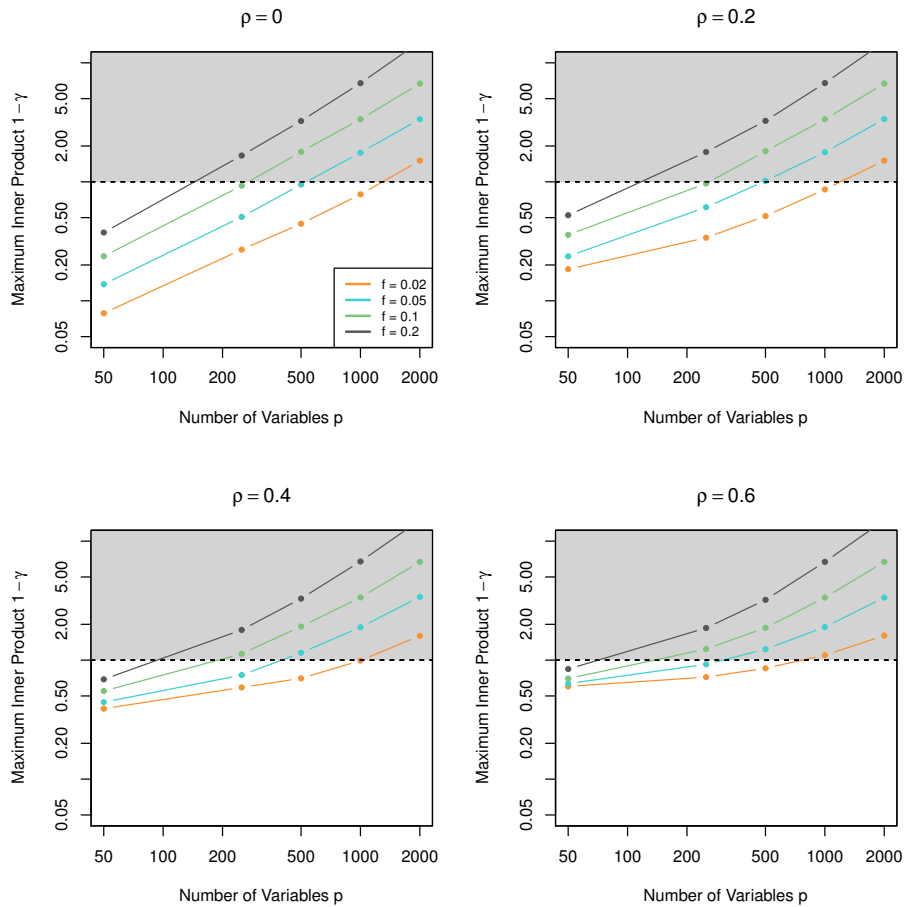 ρ = 0
Maximum Inner Product 1 − γ
0.05 0.20 0.50 2.00 5.00
f = 0.02
f = 0.05
f = 0.1
f = 0.2
50 100 200 500 1000 2000
Number of Variables p
ρ = 0.2
Maximum Inner Product 1 − γ
0.05 0.20 0.50 2.00 5.00
50 100 200 500 1000 2000
Number of Variables p
ρ = 0.4
Maximum Inner Product 1 − γ
0.05 0.20 0.50 2.00 5.00
50 100 200 500 1000 2000
Number of Variables p
ρ = 0.6
Maximum Inner Product 1 − γ
0.05 0.20 0.50 2.00 5.00
50 100 200 500 1000 2000
Number of Variables p